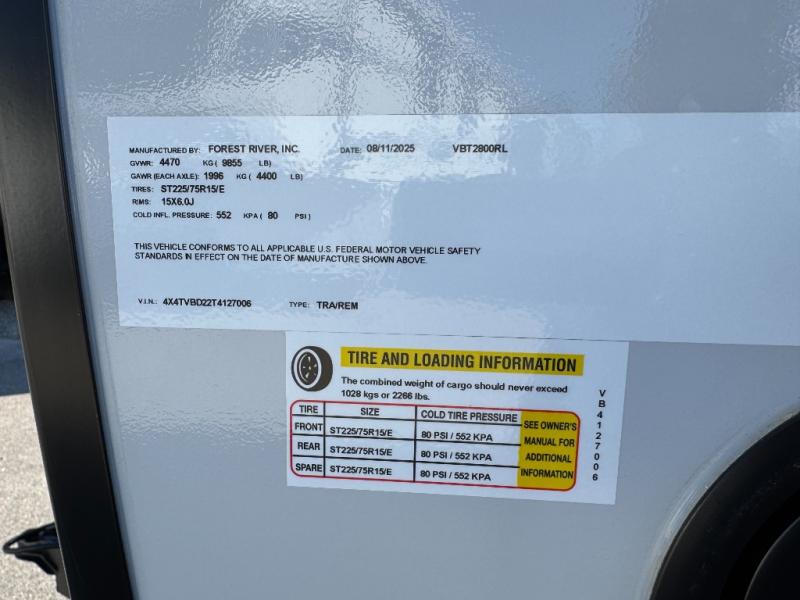 MANUFACTURED BY: FOREST RIVER, INC. DATE: 08/11/2025 VBT2800RL
GVWR: 4470 KG ( 9855 LB)
GAWR (EACH AXLE): 1996 KG ( 4400 LB)
TIRES: ST225/75R15/E
RIMS: 15X6.0J
COLD INFL. PRESSURE: 552 KPA ( 80 PSI )
THIS VEHICLE CONFORMS TO ALL APPLICABLE U.S. FEDERAL MOTOR VEHICLE SAFETY
STANDARDS IN EFFECT ON THE DATE OF MANUFACTURE SHOWN ABOVE.
V.I.N.: 4X4TVBD22T4127006 TYPE: TRA/REM
TIRE AND LOADING INFORMATION
The combined weight of cargo should never exceed
1028 kgs or 2266 lbs.
TIRE SIZE COLD TIRE PRESSURE
FRONT ST225/75R15/E 80 PSI / 552 KPA
REAR ST225/75R15/E 80 PSI / 552 KPA
SPARE ST225/75R15/E 80 PSI / 552 KPA
SEE OWNER'S
MANUAL FOR
ADDITIONAL
INFORMATION
VB4127006